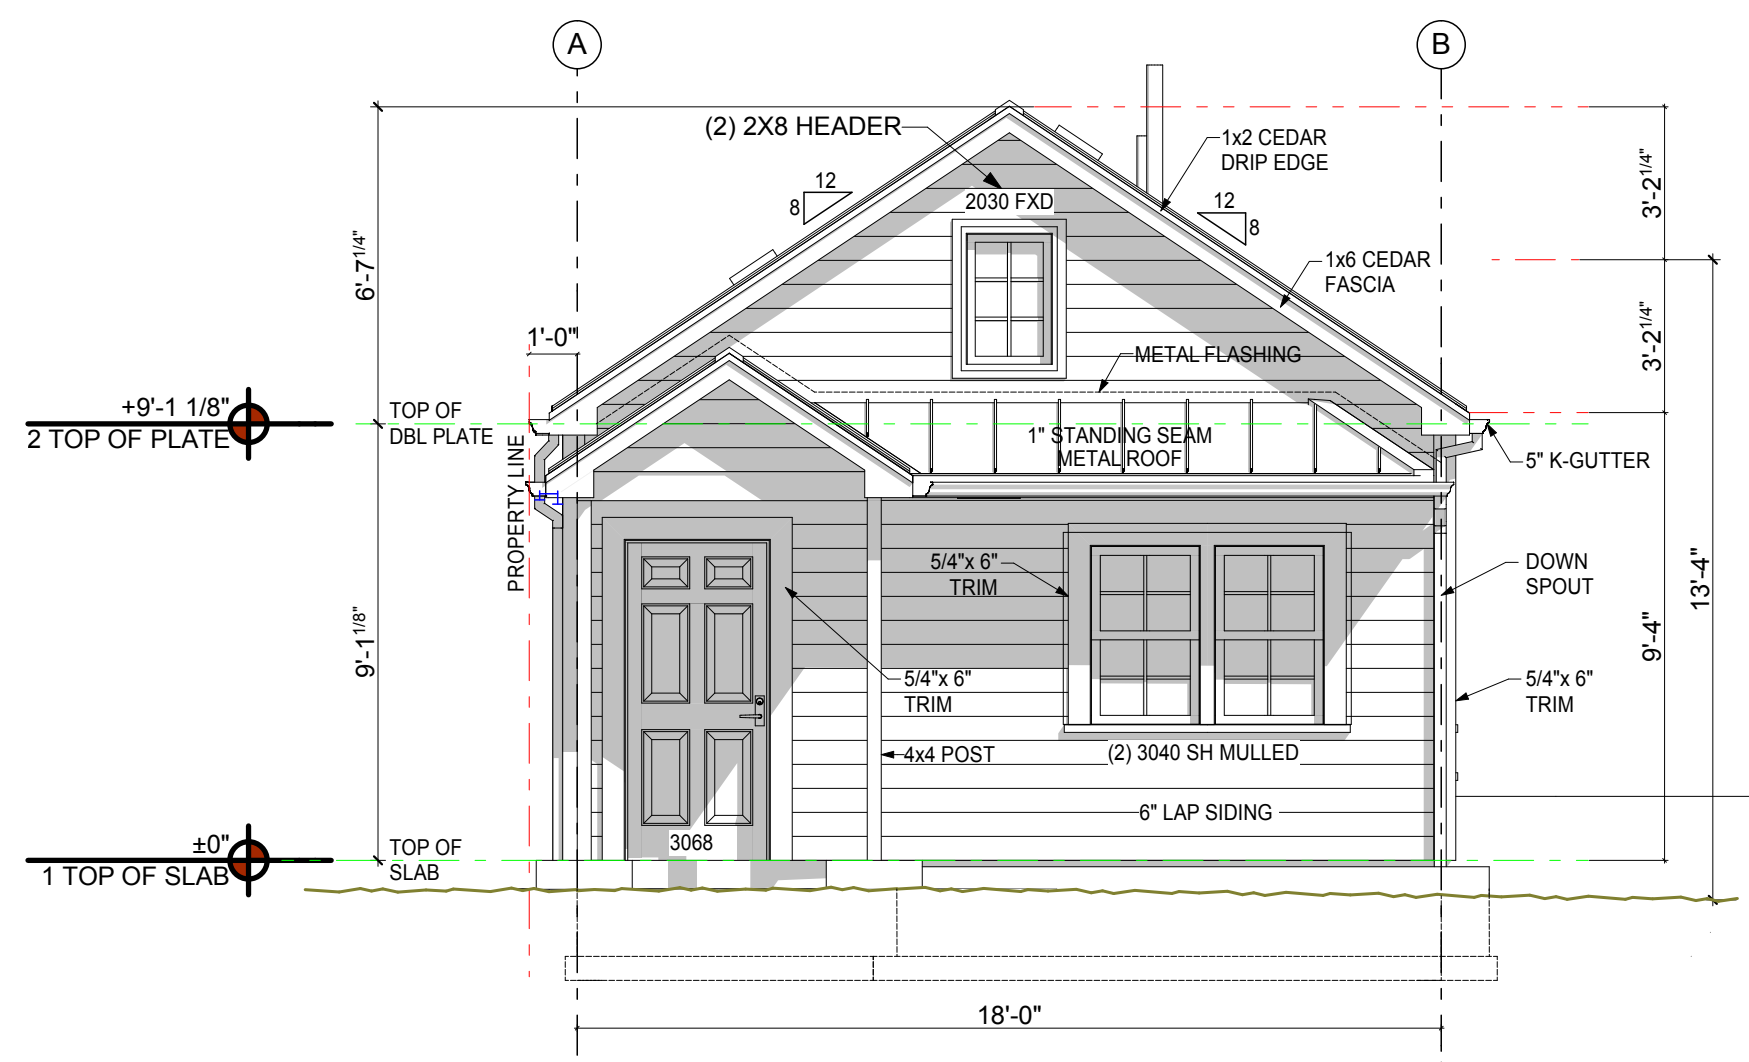 A
B
(2) 2X8 HEADER
1x2 CEDAR
DRIP EDGE
12
8
12
8
2030 FXD
3'-2 1/4"
6'-7 1/4"
1x6 CEDAR
FASCIA
1'-0"
METAL FLASHING
3'-2 1/4"
+9'-1 1/8"
2 TOP OF PLATE
TOP OF
DBL PLATE
1" STANDING SEAM
METAL ROOF
5" K-GUTTER
PROPERTY LINE
5/4"x 6"
TRIM
DOWN
SPOUT
13'-4"
9'-1 1/8"
9'-4"
5/4"x 6"
TRIM
5/4"x 6"
TRIM
4x4 POST
(2) 3040 SH MULLED
6" LAP SIDING
3068
±0"
1 TOP OF SLAB
TOP OF
SLAB
18'-0"